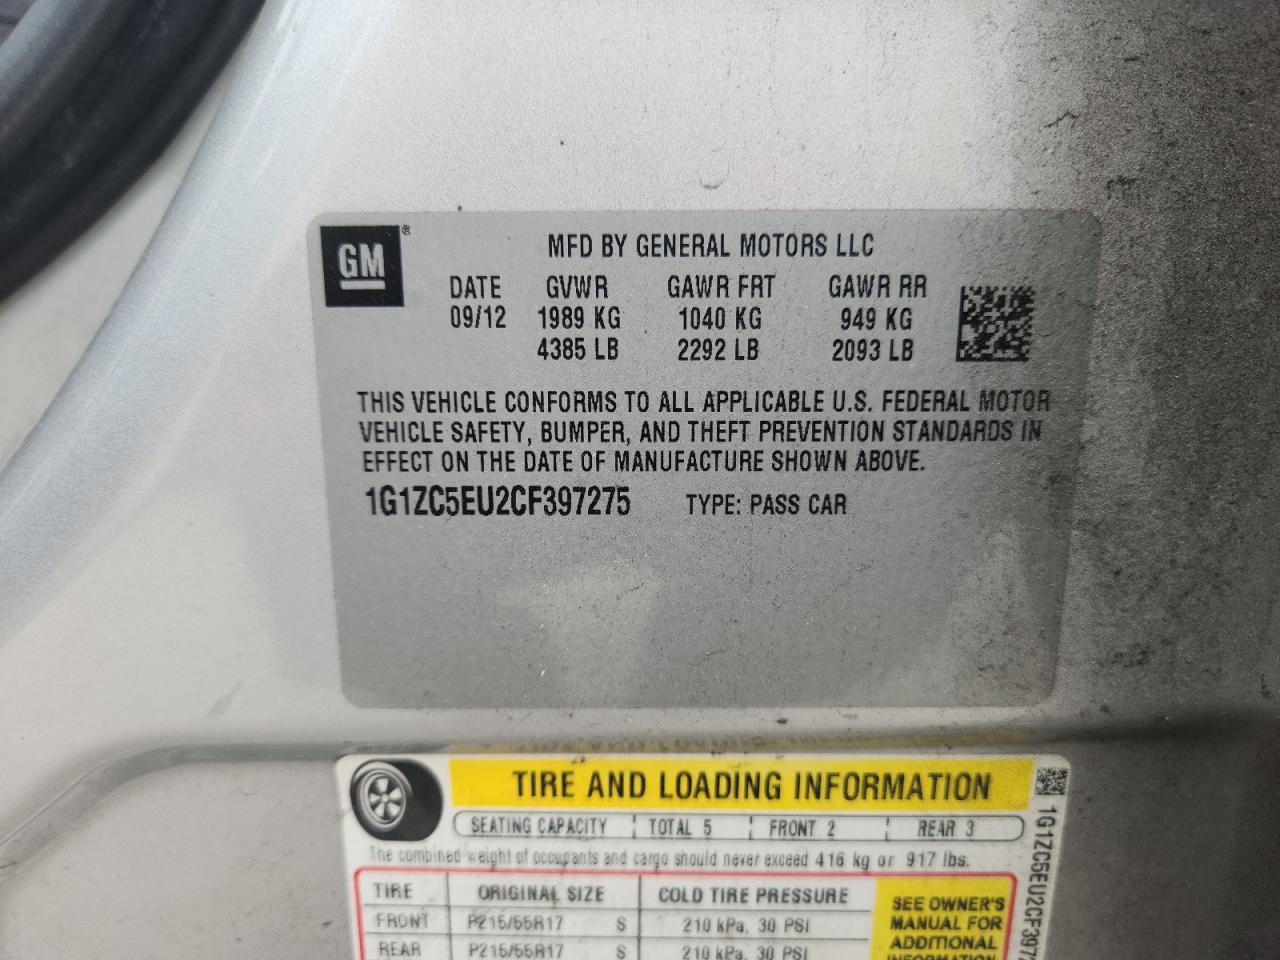 GM ®
MFD BY GENERAL MOTORS LLC
DATE GVWR GAWR FRT GAWR RR
09/12 1989 KG 1040 KG 949 KG
4385 LB 2292 LB 2093 LB
THIS VEHICLE CONFORMS TO ALL APPLICABLE U.S. FEDERAL MOTOR
VEHICLE SAFETY, BUMPER, AND THEFT PREVENTION STANDARDS IN
EFFECT ON THE DATE OF MANUFACTURE SHOWN ABOVE.
1G1ZC5EU2CF397275 TYPE: PASS CAR
TIRE AND LOADING INFORMATION
SEATING CAPACITY TOTAL 5 FRONT 2 REAR 3
The combined weight of occupants and cargo should never exceed 416 kg or 917 lbs.
TIRE ORIGINAL SIZE COLD TIRE PRESSURE
FRONT P215/55R17 S 210 kPa, 30 PSI
REAR P215/55R17 S 210 kPa, 30 PSI
SEE OWNER'S
MANUAL FOR
ADDITIONAL
INFORMATION
1G1ZC5EU2CF397